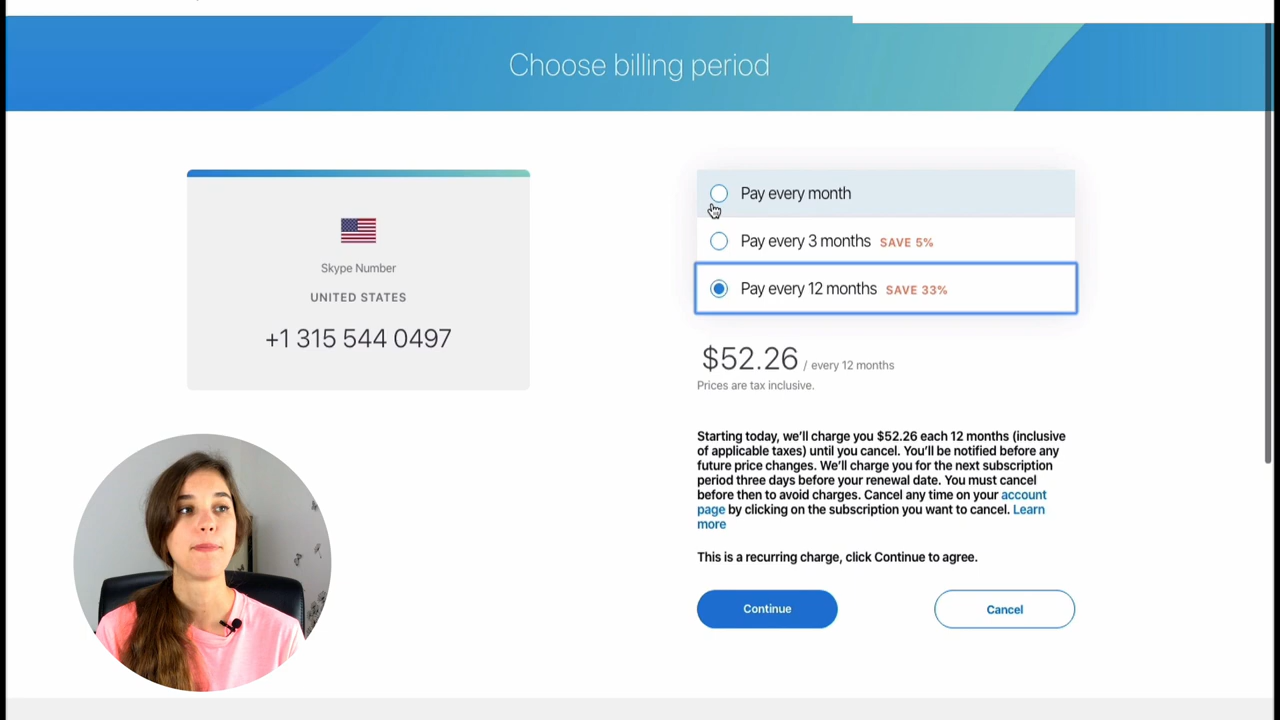 Choose billing period
Skype Number
UNITED STATES
+1 315 544 0497
Pay every month
Pay every 3 months SAVE 5%
Pay every 12 months SAVE 33%
$52.26 / every 12 months
Prices are tax inclusive.
Starting today, we’ll charge you $52.26 each 12 months (inclusive
of applicable taxes) until you cancel. You’ll be notified before any
future price changes. We’ll charge you for the next subscription
period three days before your renewal date. You must cancel
before then to avoid charges. Cancel any time on your account
page by clicking on the subscription you want to cancel. Learn
more
This is a recurring charge, click Continue to agree.
Continue
Cancel